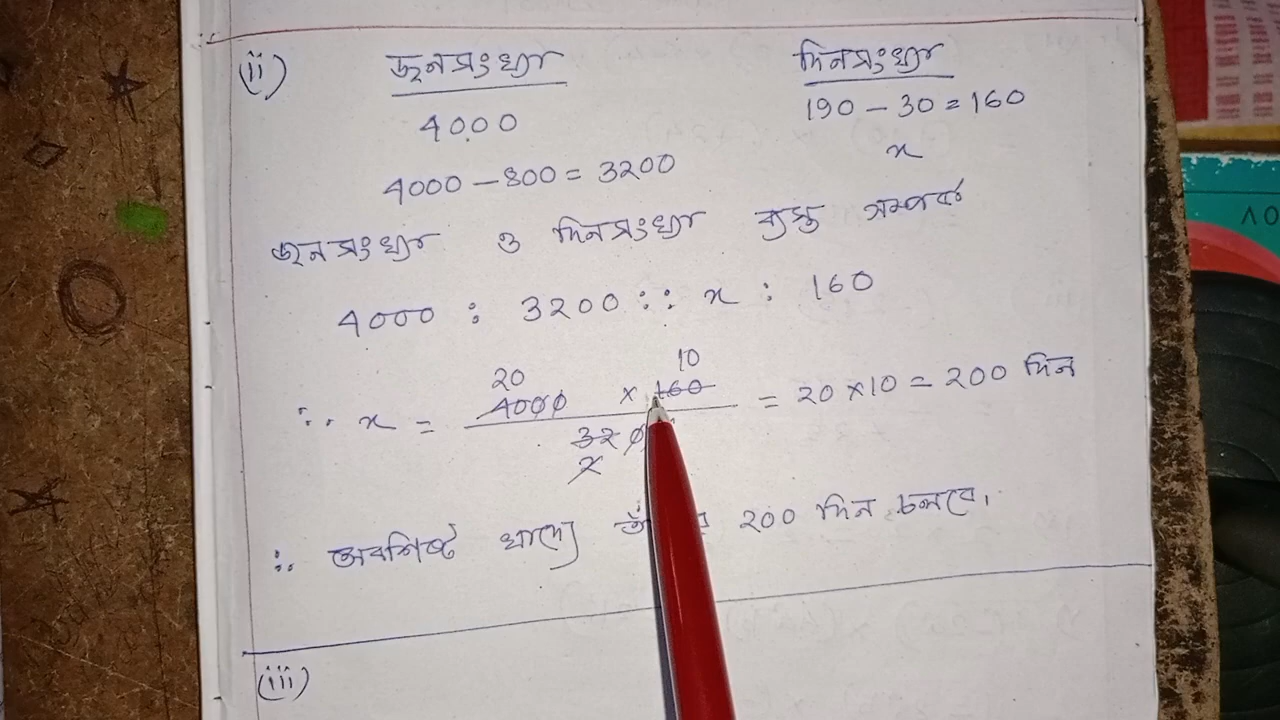 (ii) জনসংখ্যা দিনসংখ্যা
4000 190 - 30 = 160
4000 - 800 = 3200 x
জনসংখ্যা ও দিনসংখ্যা ব্যস্ত সম্পর্ক
4000 : 3200 :: x : 160
20 10
∴ x = 4000 × 160 = 20 × 10 = 200 দিন
320
x
∴ অবশিষ্ট খাদ্যে 200 দিন চলবে।
(iii)